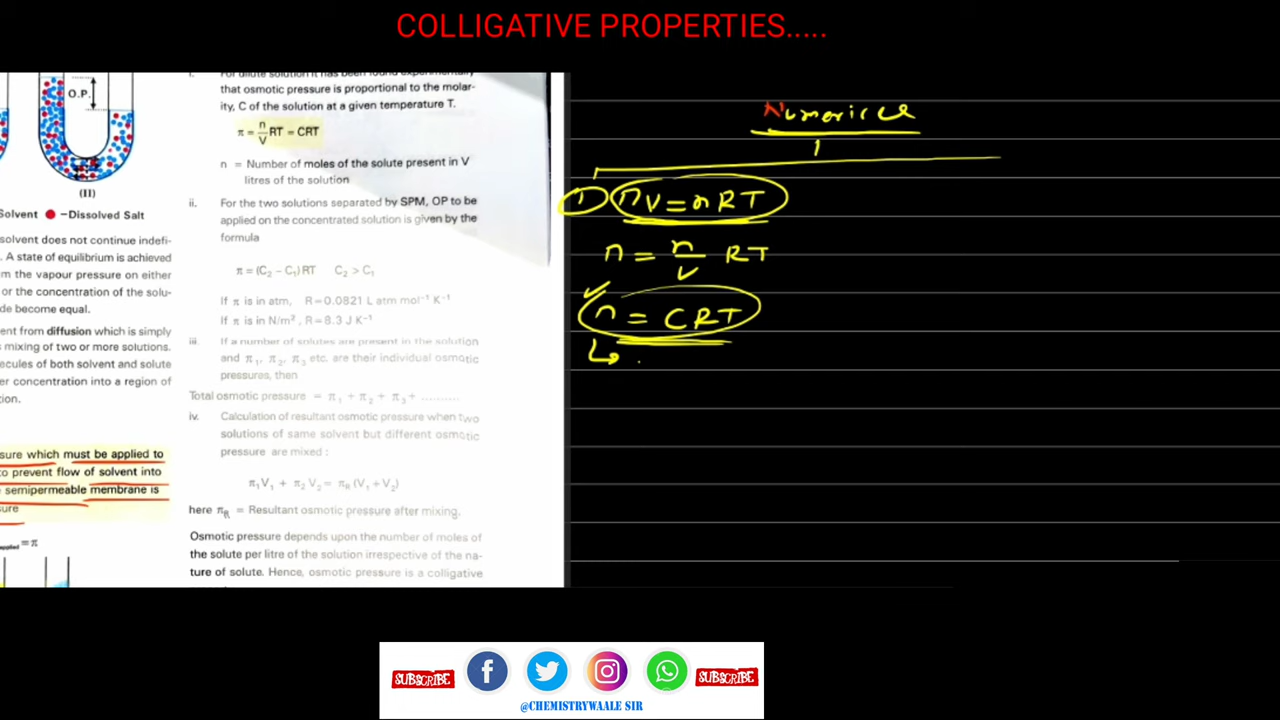 COLLIGATIVE PROPERTIES.....
O.P.
(II)
Solvent ● –Dissolved Salt
solvent does not continue indefi-
. A state of equilibrium is achieved
m the vapour pressure on either
or the concentration of the solu-
de become equal.
ent from diffusion which is simply
mixing of two or more solutions.
ecules of both solvent and solute
er concentration into a region of
tion.
sure which must be applied to
to prevent flow of solvent into
semipermeable membrane is
sure
applied = π
i. For dilute solution it has been found experimentally
that osmotic pressure is proportional to the molar-
ity, C of the solution at a given temperature T.
π = n/V RT = CRT
n = Number of moles of the solute present in V
litres of the solution
ii. For the two solutions separated by SPM, OP to be
applied on the concentrated solution is given by the
formula
π = (C₂ – C₁) RT C₂ > C₁
If π is in atm, R = 0.0821 L atm mol⁻¹ K⁻¹
If π is in N/m², R = 8.3 J K⁻¹
iii. If a number of solutes are present in the solution
and π₁, π₂, π₃ etc. are their individual osmotic
pressures, then
Total osmotic pressure = π₁ + π₂ + π₃ + ..........
iv. Calculation of resultant osmotic pressure when two
solutions of same solvent but different osmotic
pressure are mixed :
π₁V₁ + π₂V₂ = π_R (V₁ + V₂)
here π_R = Resultant osmotic pressure after mixing.
Osmotic pressure depends upon the number of moles of
the solute per litre of the solution irrespective of the na-
ture of solute. Hence, osmotic pressure is a colligative
Numerical
① πV = nRT
π = n/V RT
π = CRT
SUBSCRIBE
SUBSCRIBE
@CHEMISTRYWAALE SIR